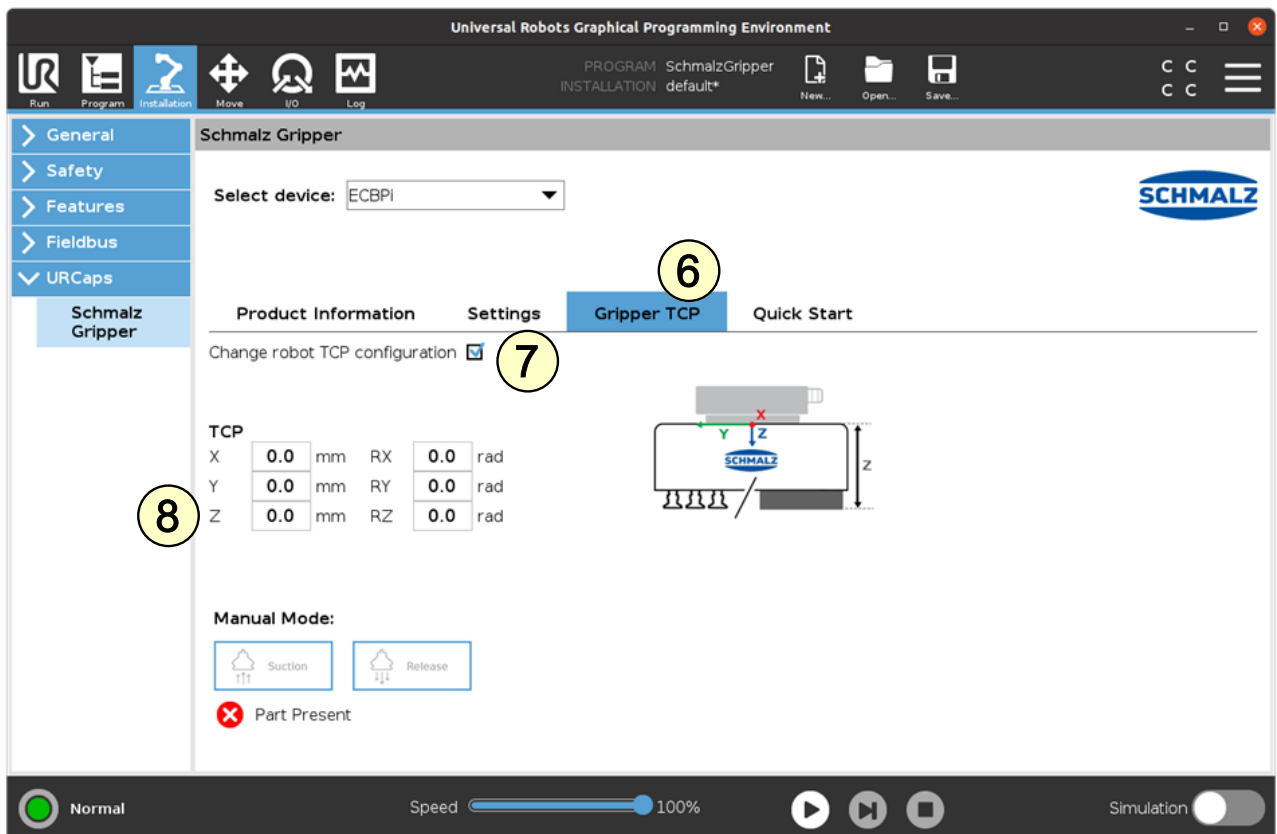 Universal Robots Graphical Programming Environment
Run
Program
Installation
Move
I/O
Log
PROGRAM SchmalzGripper
INSTALLATION default*
New...
Open...
Save...
C C
C C
General
Safety
Features
Fieldbus
URCaps
Schmalz
Gripper
Schmalz Gripper
Select device: ECBPi
SCHMALZ
6
Product Information Settings Gripper TCP Quick Start
Change robot TCP configuration
7
TCP
X 0.0 mm RX 0.0 rad
Y 0.0 mm RY 0.0 rad
8
Z 0.0 mm RZ 0.0 rad
X
Y Z
SCHMALZ
Z
Manual Mode:
Suction Release
Part Present
Normal
Speed 100%
Simulation